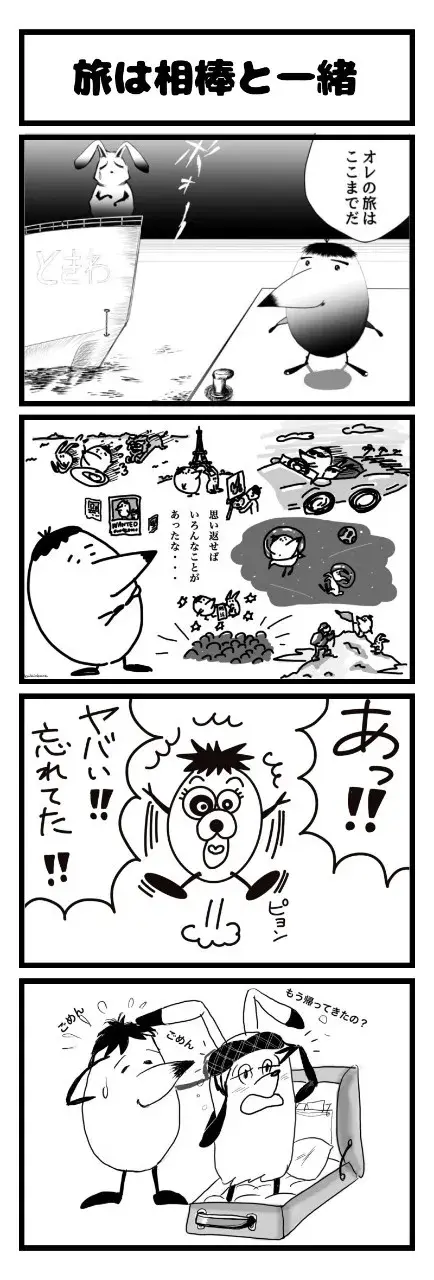 旅は相棒と一緒
オレの旅は
ここまでだ
ボォー
ときわ
思い返せば
いろんなことが
あったな・・・
WANTED
あっ!!
ヤバい!!
忘れてた!!
ピョン
もう帰ってきたの?
ごめん
ごめん